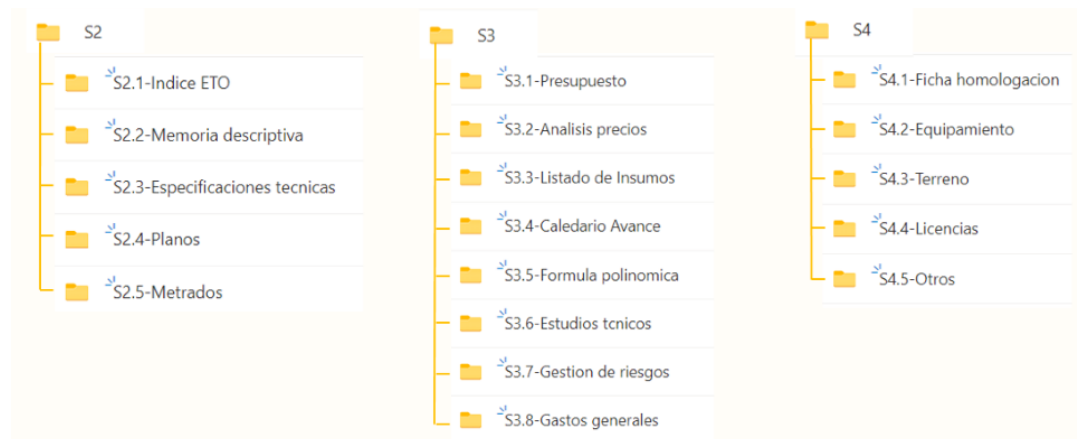 S2
S2.1-Indice ETO
S2.2-Memoria descriptiva
S2.3-Especificaciones tecnicas
S2.4-Planos
S2.5-Metrados
S3
S3.1-Presupuesto
S3.2-Analisis precios
S3.3-Listado de Insumos
S3.4-Caledario Avance
S3.5-Formula polinomica
S3.6-Estudios tcnicos
S3.7-Gestion de riesgos
S3.8-Gastos generales
S4
S4.1-Ficha homologacion
S4.2-Equipamiento
S4.3-Terreno
S4.4-Licencias
S4.5-Otros